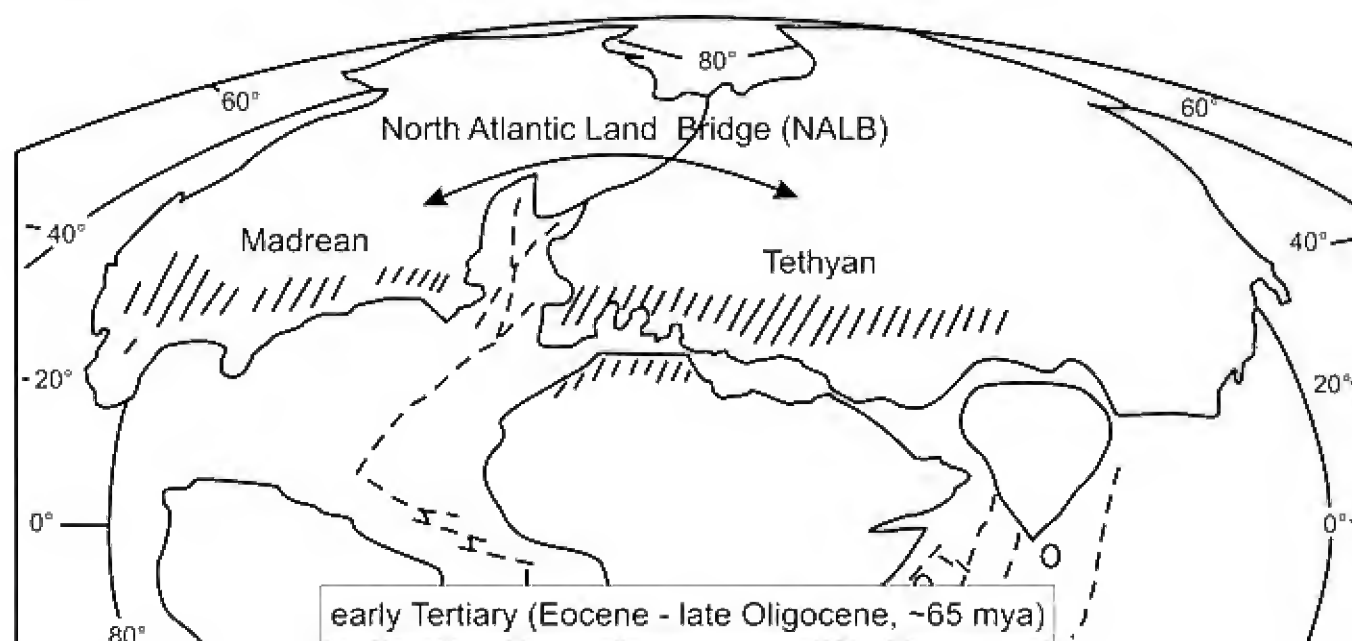 80°
60°
60°
North Atlantic Land Bridge (NALB)
40°
Madrean
40°
Tethyan
20°
20°
0°
0°
early Tertiary (Eocene - late Oligocene, ~65 mya)
80°